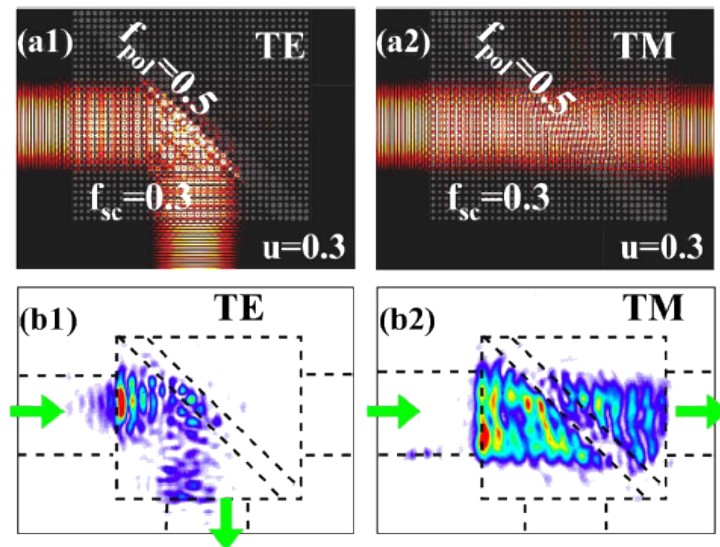 (a1)
TE
f_pol=0.5
f_sc=0.3
u=0.3
(a2)
TM
f_pol=0.5
f_sc=0.3
u=0.3
(b1)
TE
(b2)
TM